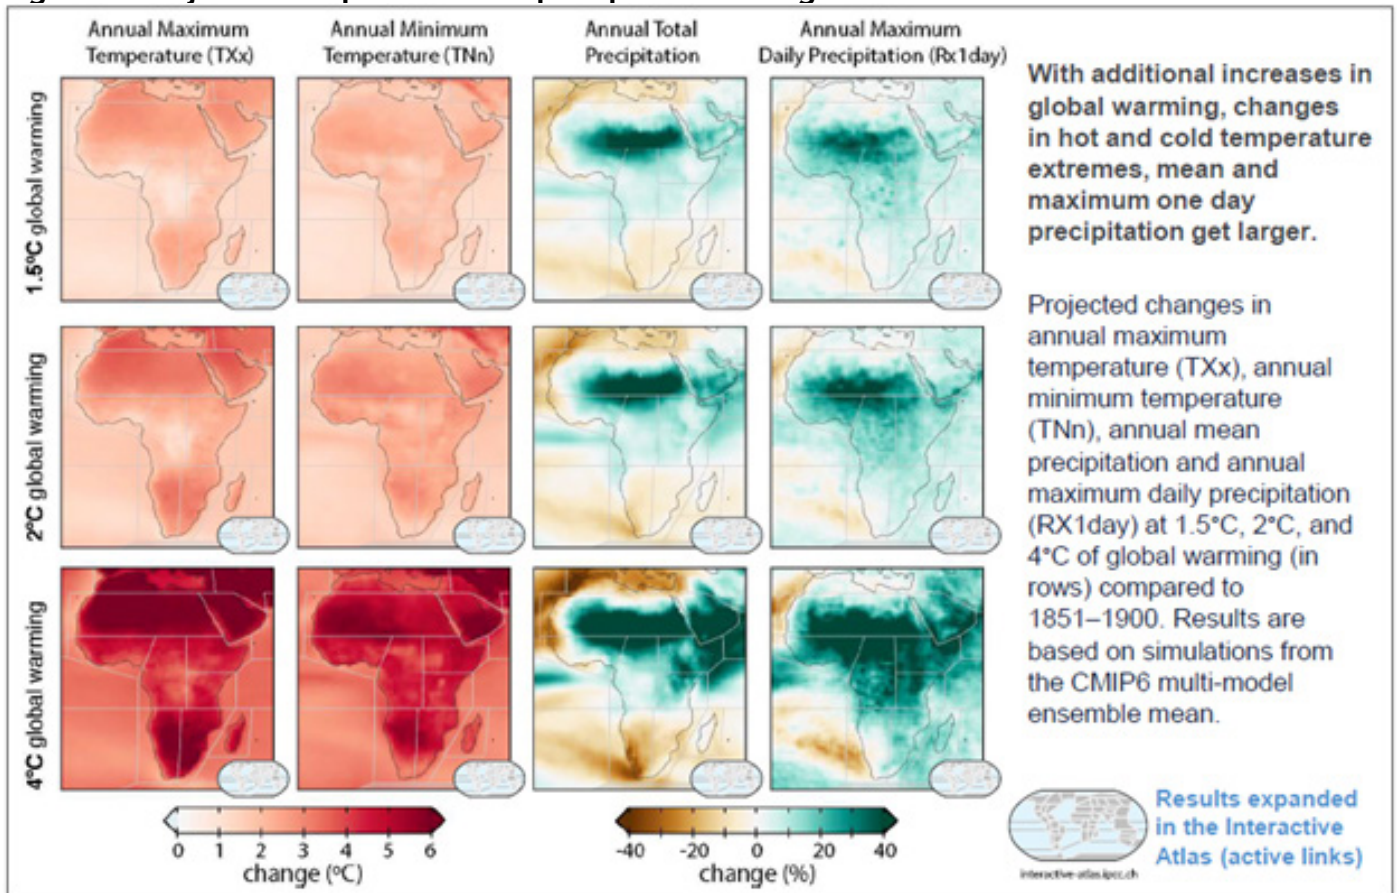 Annual Maximum
Temperature (TXx)
Annual Minimum
Temperature (TNn)
Annual Total
Precipitation
Annual Maximum
Daily Precipitation (Rx1day)
1.5ºC global warming
2ºC global warming
4ºC global warming
0 1 2 3 4 5 6
change (ºC)
-40 -20 0 20 40
change (%)
With additional increases in
global warming, changes
in hot and cold temperature
extremes, mean and
maximum one day
precipitation get larger.
Projected changes in
annual maximum
temperature (TXx), annual
minimum temperature
(TNn), annual mean
precipitation and annual
maximum daily precipitation
(RX1day) at 1.5°C, 2°C, and
4°C of global warming (in
rows) compared to
1851–1900. Results are
based on simulations from
the CMIP6 multi-model
ensemble mean.
Results expanded
in the Interactive
Atlas (active links)
interactive-atlas.ipcc.ch